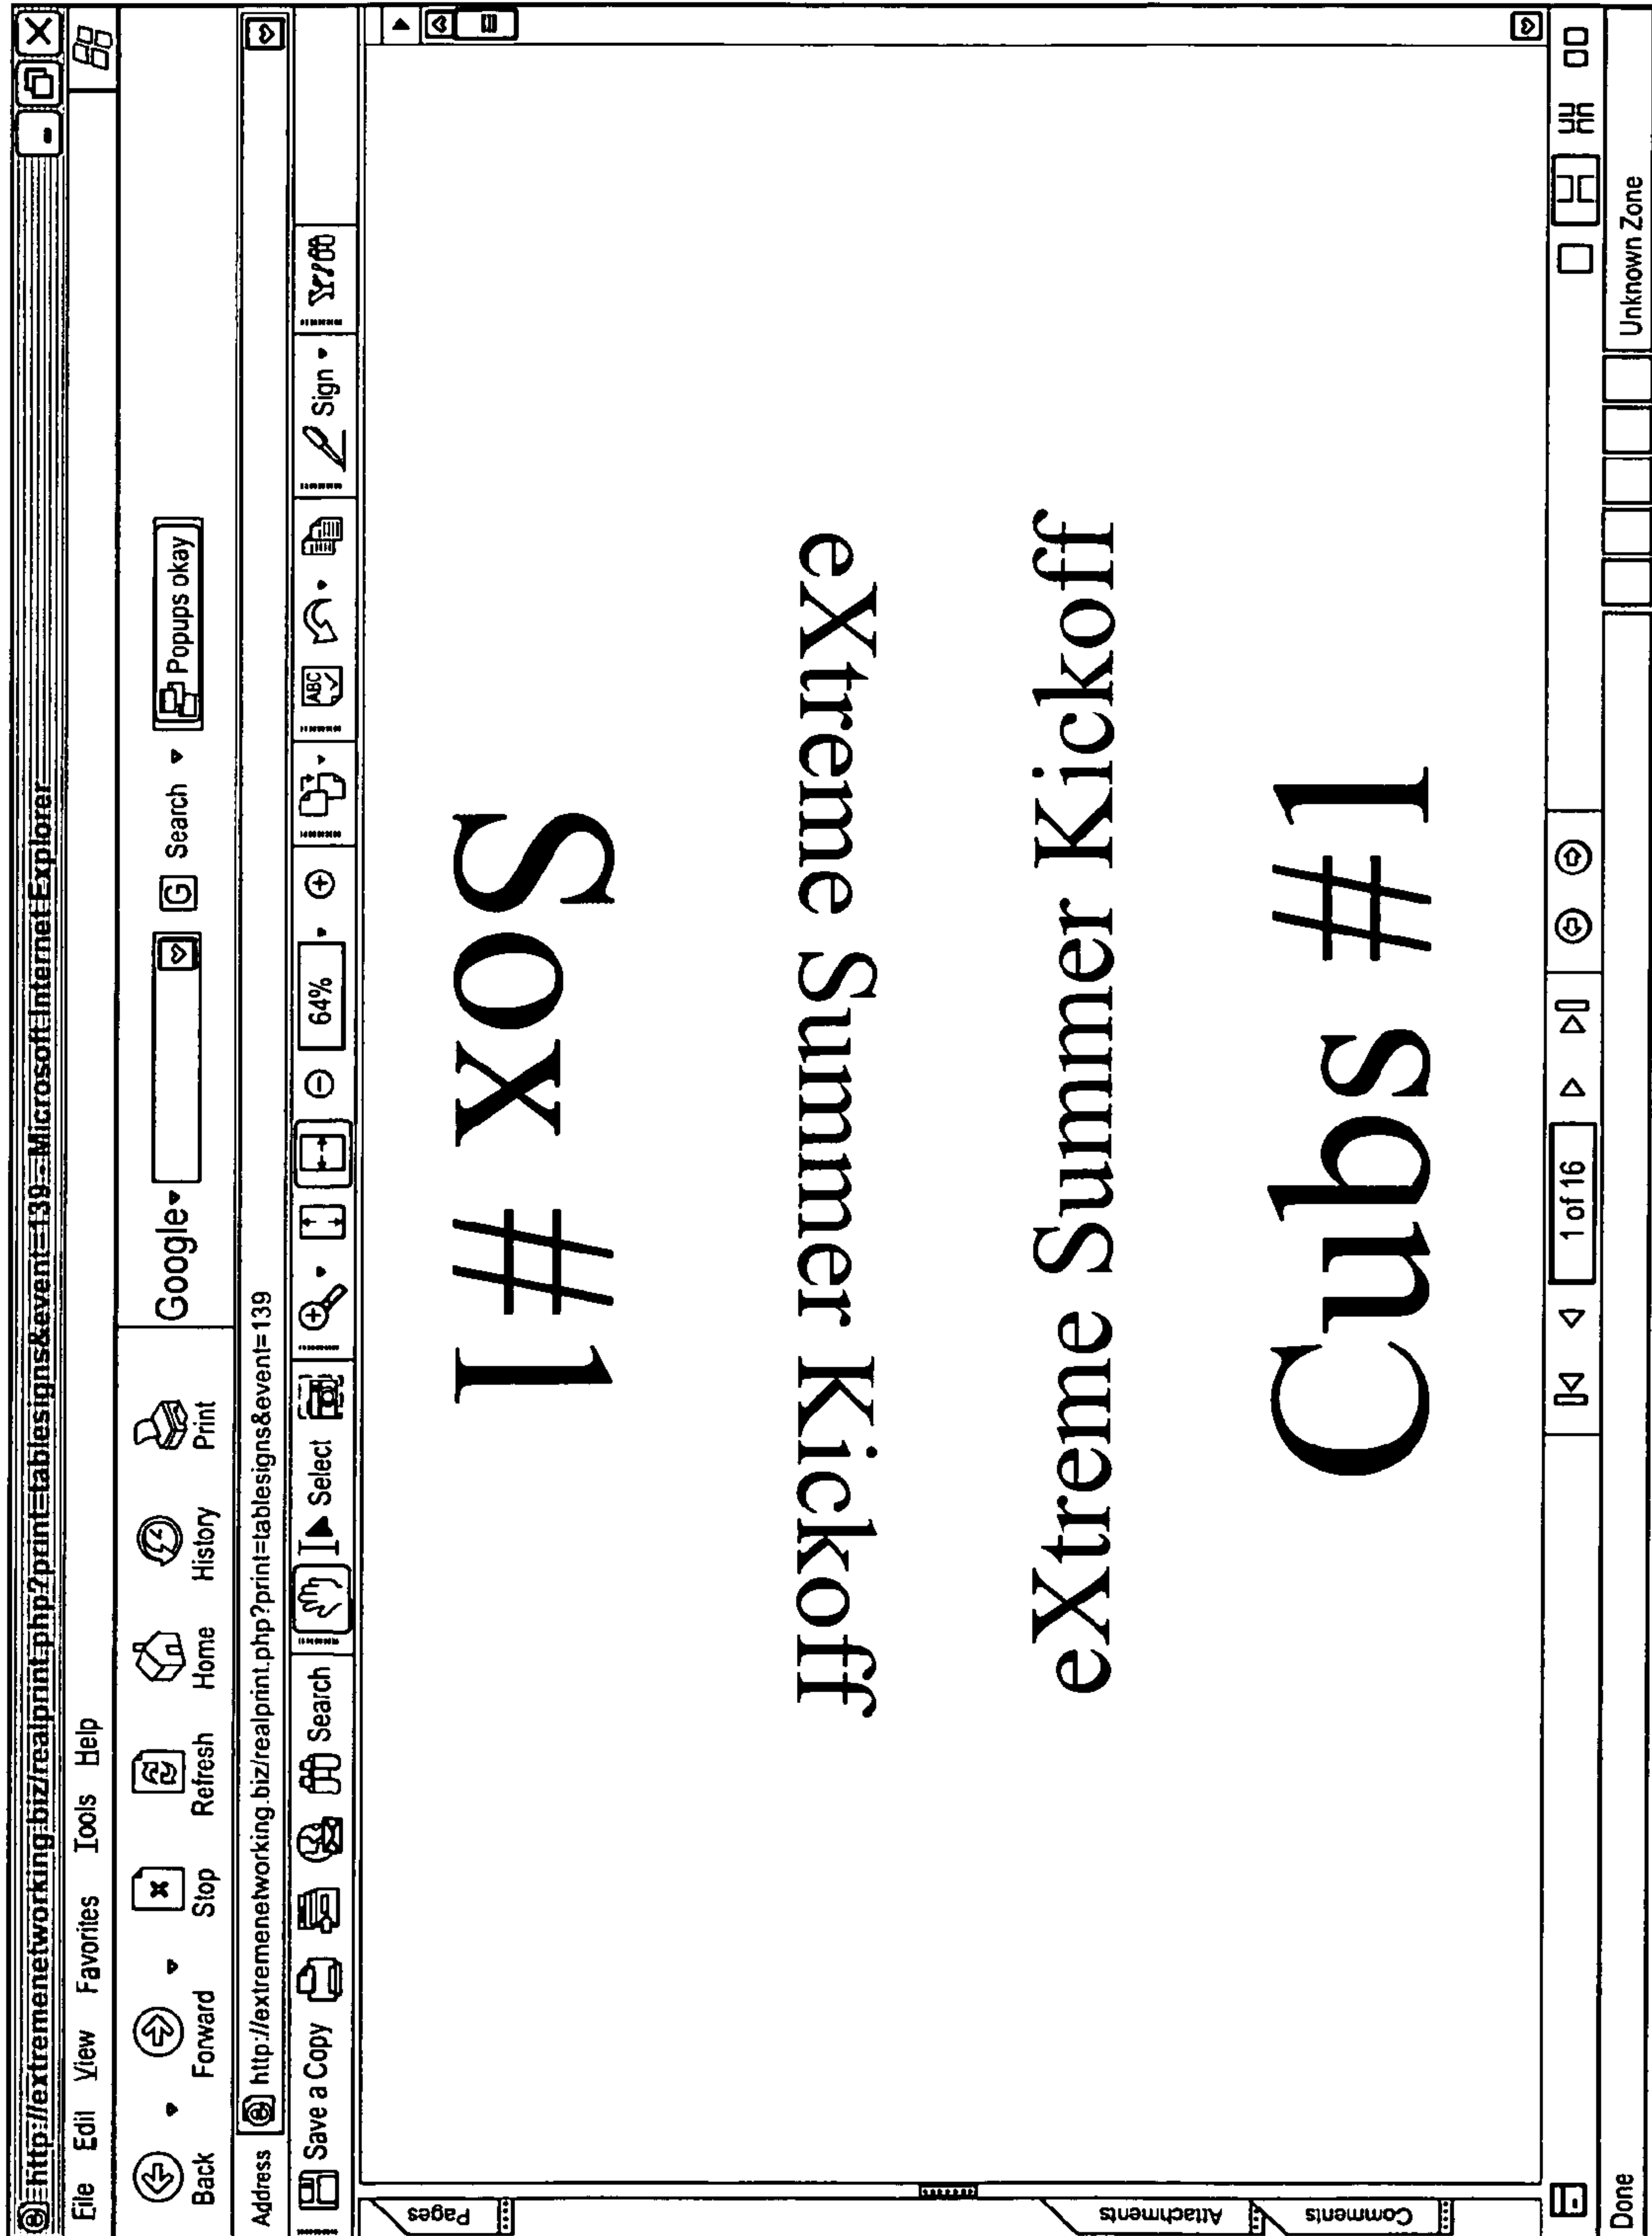 http://extremenetworking.biz/realprint.php?print=tablesigns&event=139 - Microsoft Internet Explorer
File Edil View Favorites Tools Help
Back Forward Stop Refresh Home History Print Google G Search Popups okay
Address http://extremenetworking.biz/realprint.php?print=tablesigns&event=139
Save a Copy Search Select 64% ABC Sign
Pages
Sox #1
eXtreme Summer Kickoff
eXtreme Summer Kickoff
Cubs #1
Attachments
Comments
1 of 16
Done Unknown Zone